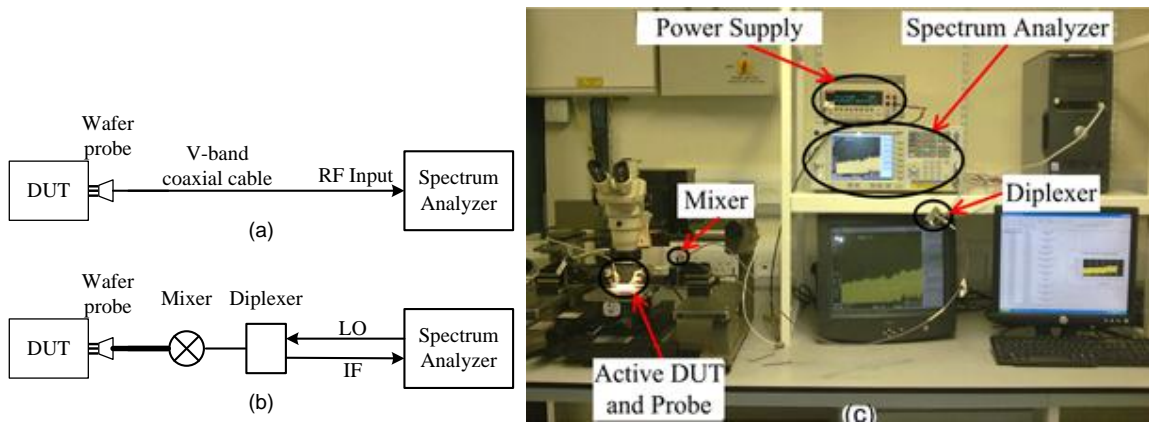 Wafer
probe
V-band
coaxial cable
DUT
RF Input
Spectrum
Analyzer
(a)
Wafer
probe
Mixer
Diplexer
DUT
LO
IF
Spectrum
Analyzer
(b)
Power Supply
Spectrum Analyzer
Mixer
Diplexer
Active DUT
and Probe
(c)